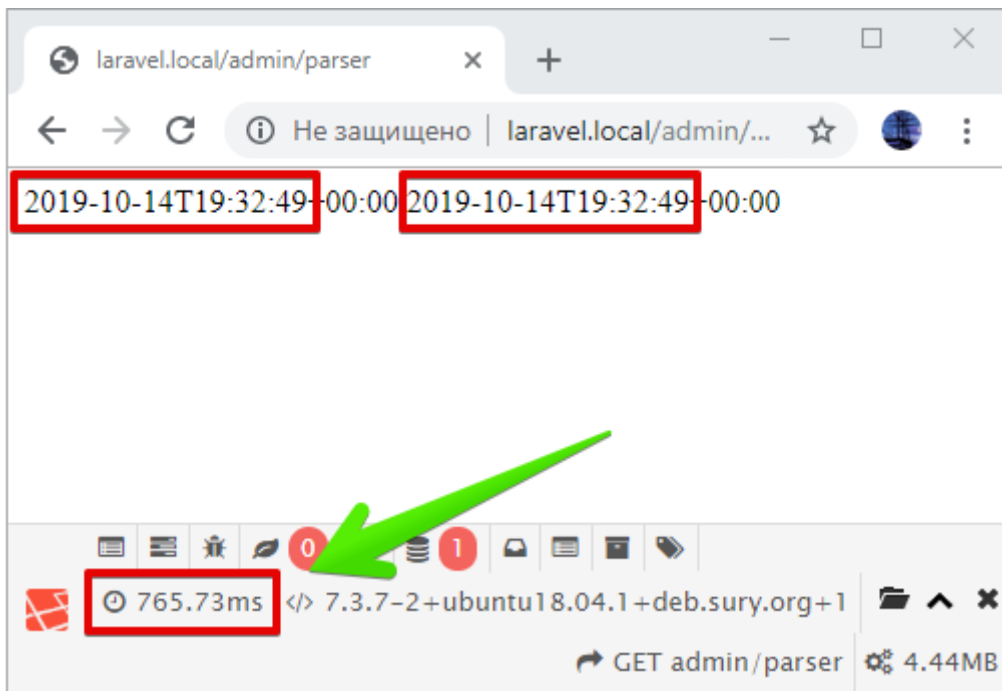 laravel.local/admin/parser
Не защищено | laravel.local/admin/...
2019-10-14T19:32:49+00:00 2019-10-14T19:32:49+00:00
0 1
765.73ms </> 7.3.7-2+ubuntu18.04.1+deb.sury.org+1
GET admin/parser 4.44MB